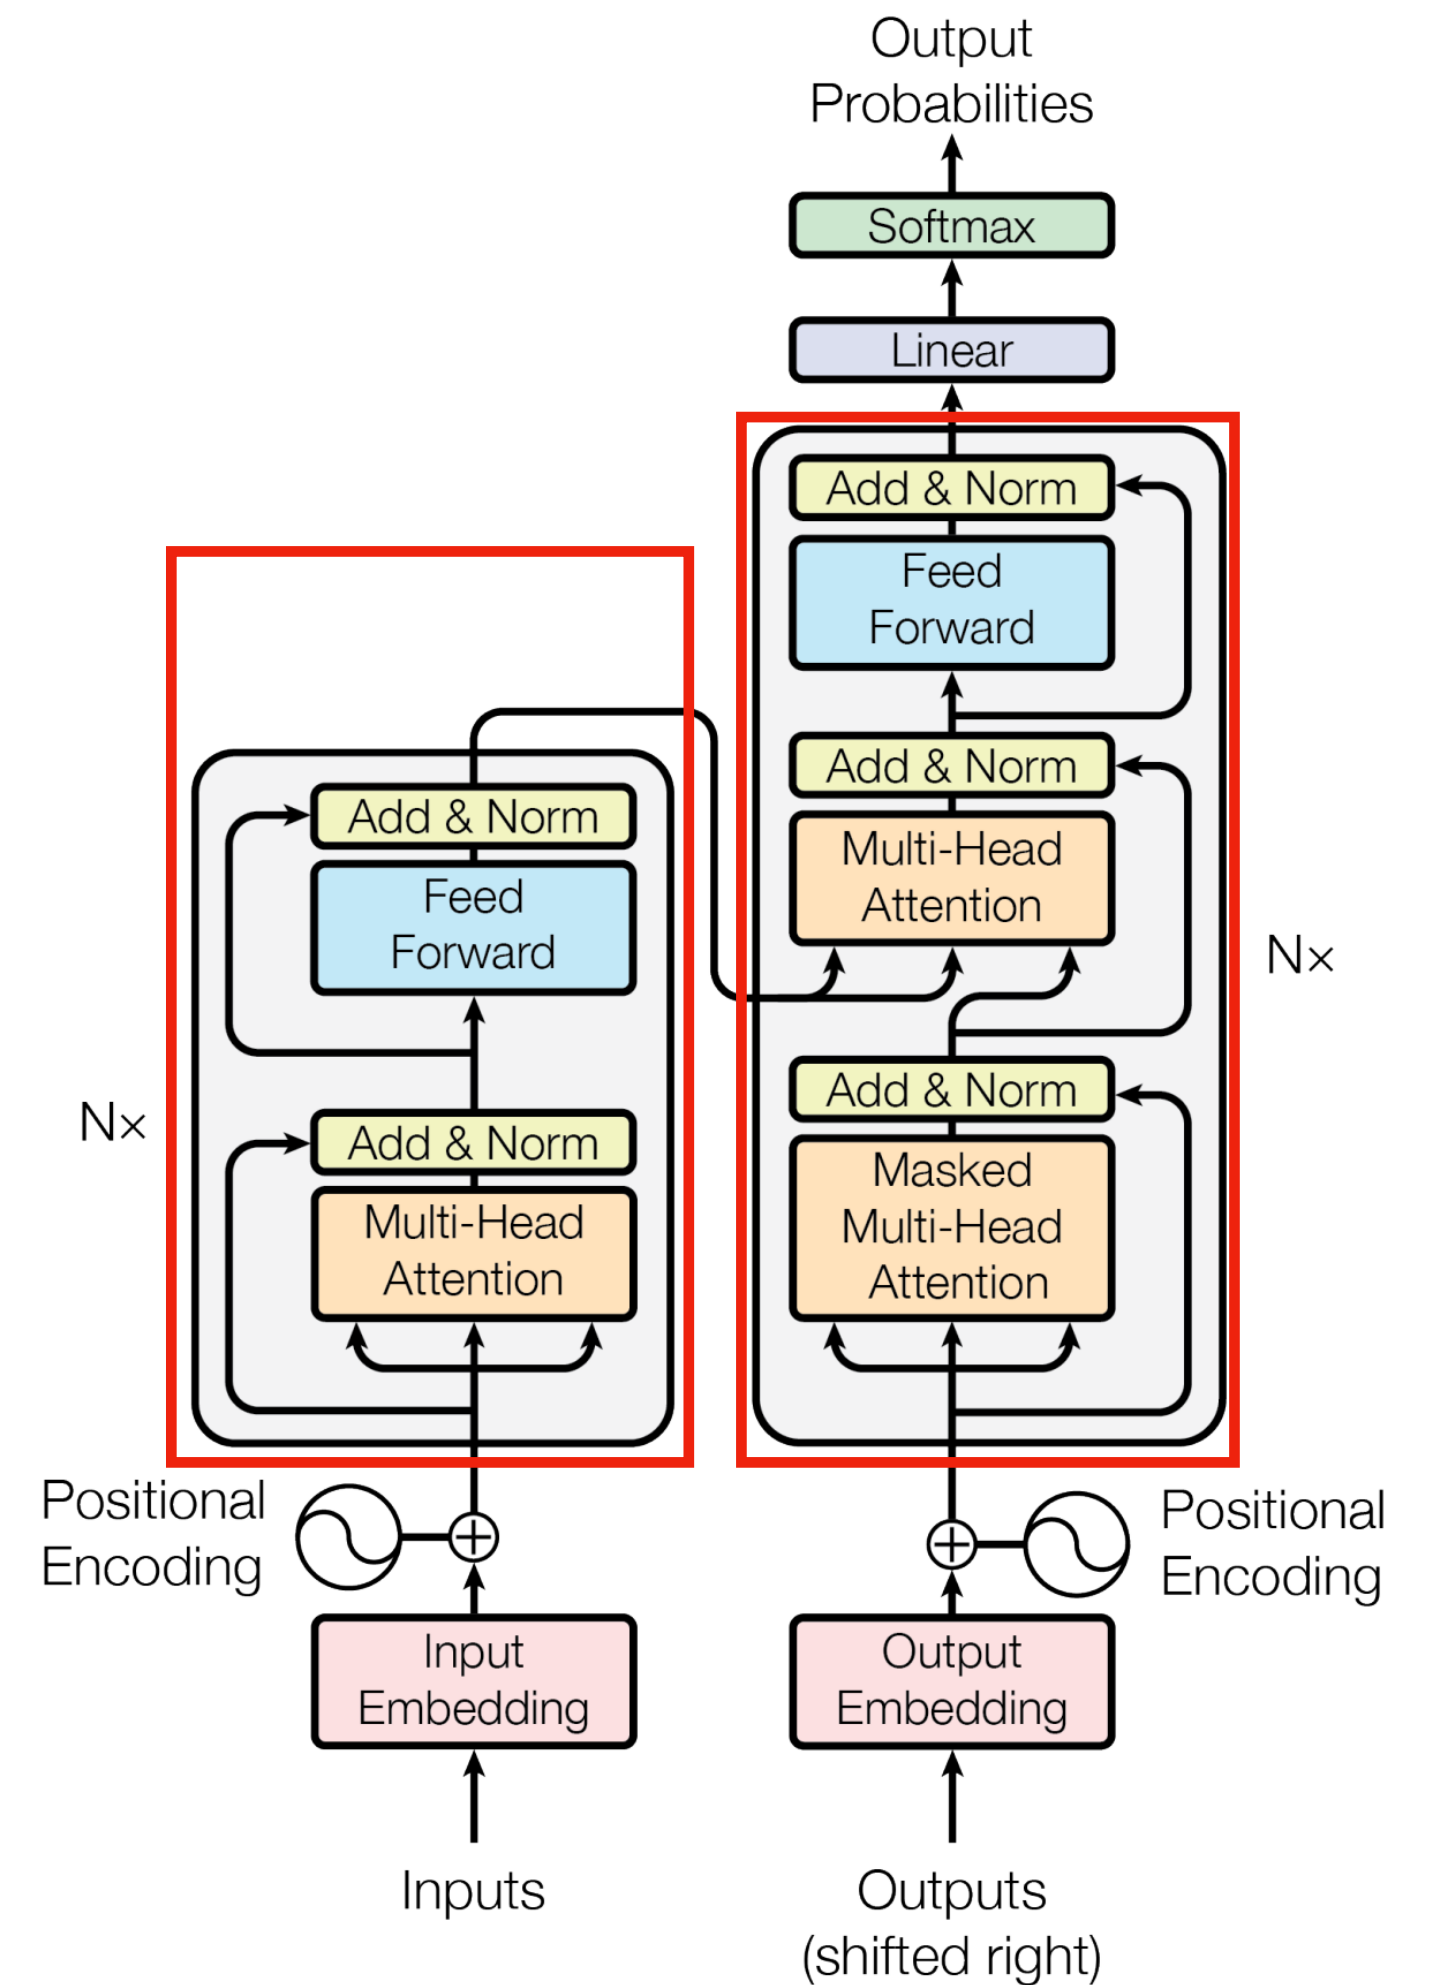 Output
Probabilities
Softmax
Linear
Add & Norm
Feed
Forward
Add & Norm
Multi-Head
Attention
Add & Norm
Masked
Multi-Head
Attention
N×
Add & Norm
Feed
Forward
Add & Norm
Multi-Head
Attention
N×
Positional
Encoding
Positional
Encoding
Input
Embedding
Output
Embedding
Inputs
Outputs
(shifted right)